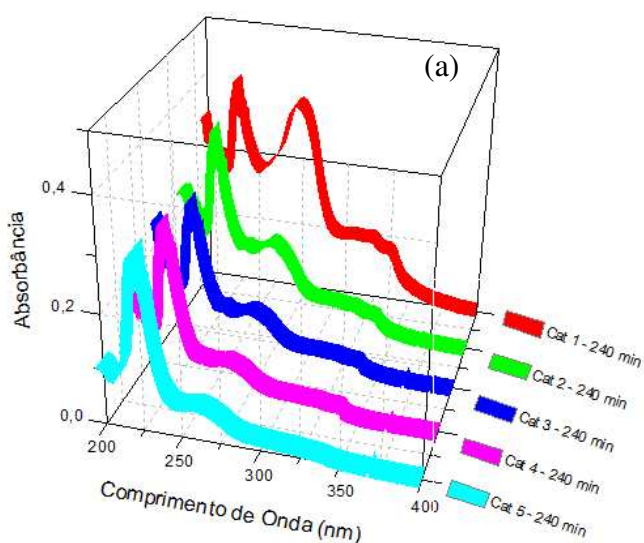 (a)
0,4
0,2
0,0
Absorbância
200
250
300
350
400
Comprimento de Onda (nm)
Cat 1 - 240 min
Cat 2 - 240 min
Cat 3 - 240 min
Cat 4 - 240 min
Cat 5 - 240 min